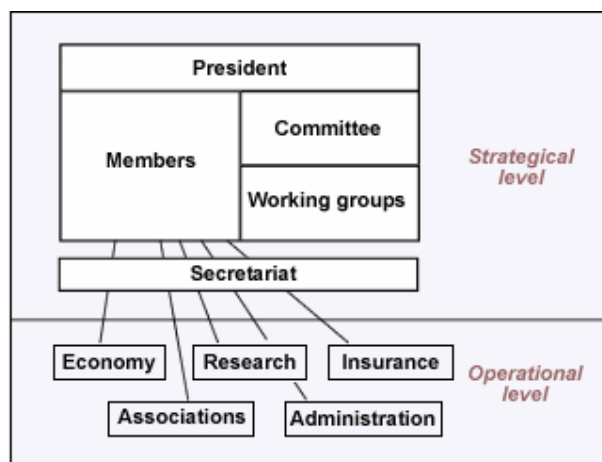 President
Members
Committee
Working groups
Strategical
level
Secretariat
Economy
Research
Insurance
Operational
level
Associations
Administration